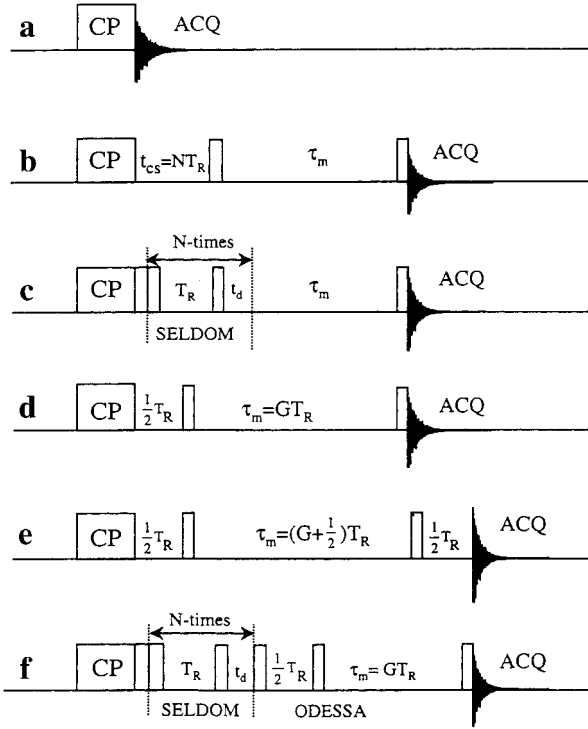 a CP ACQ
b CP t_cs=NT_R τ_m ACQ
N-times
c CP T_R t_d τ_m ACQ
SELDOM
d CP ½T_R τ_m=GT_R ACQ
e CP ½T_R τ_m=(G+½)T_R ½T_R ACQ
N-times
f CP T_R t_d ½T_R τ_m=GT_R ACQ
SELDOM ODESSA